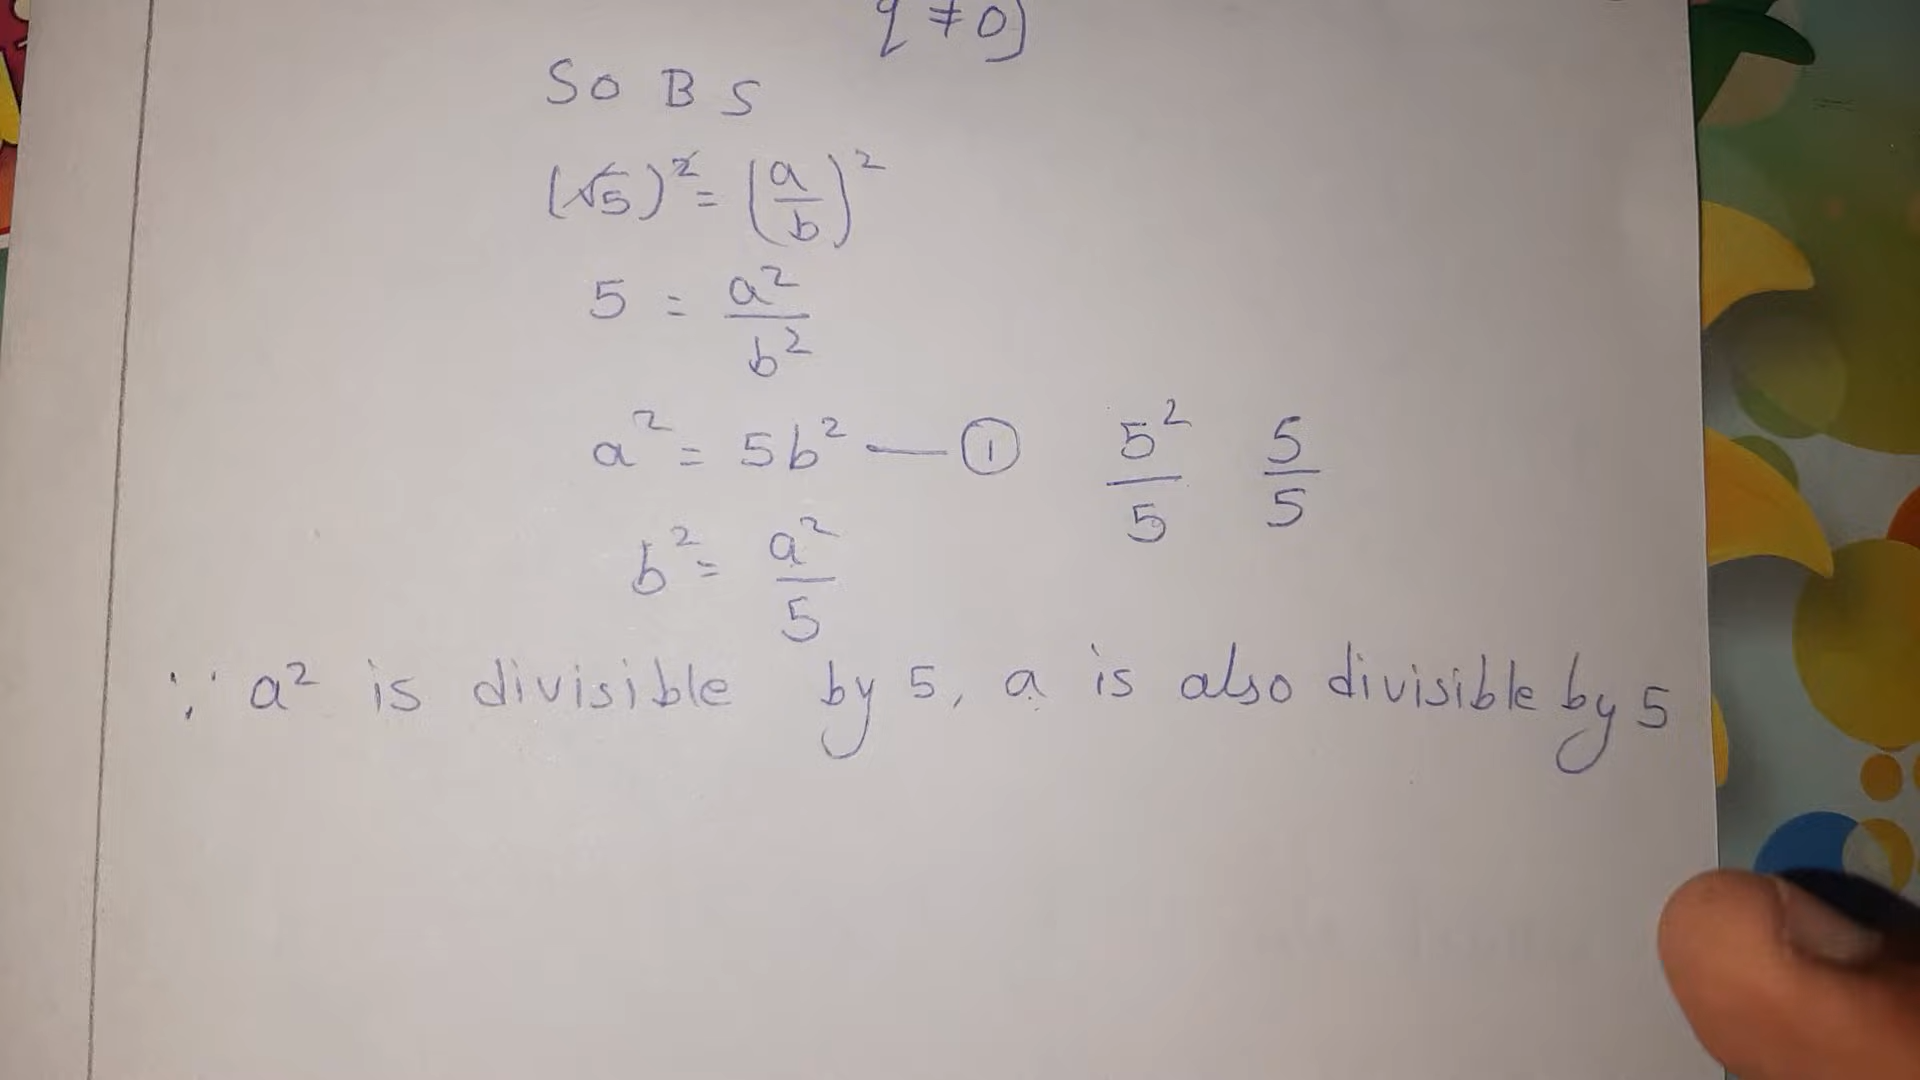 q ≠ 0]
S O B S
(√5)² = (a/b)²
5 = a²/b²
a² = 5b² — ①
5²/5 5/5
b² = a²/5
∵ a² is divisible by 5, a is also divisible by 5